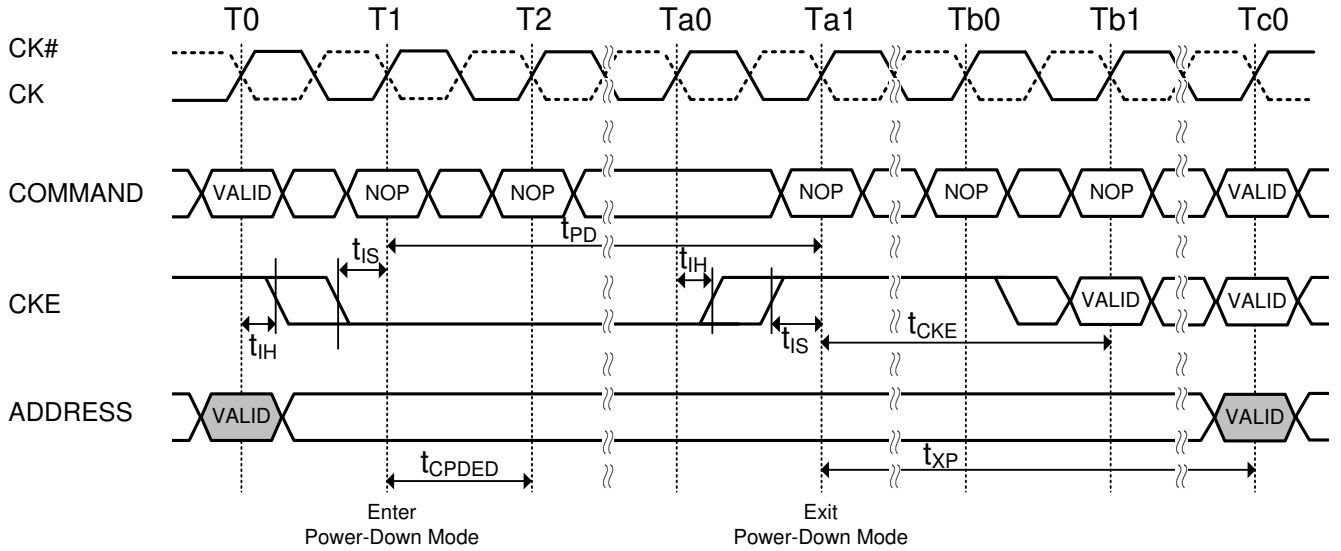 T0 T1 T2 Ta0 Ta1 Tb0 Tb1 Tc0
CK#
CK
COMMAND VALID NOP NOP NOP NOP NOP VALID
tPD
tIS tIH
CKE VALID VALID
tIH tIS tCKE
ADDRESS VALID VALID
tCPDED tXP
Enter
Power-Down Mode
Exit
Power-Down Mode